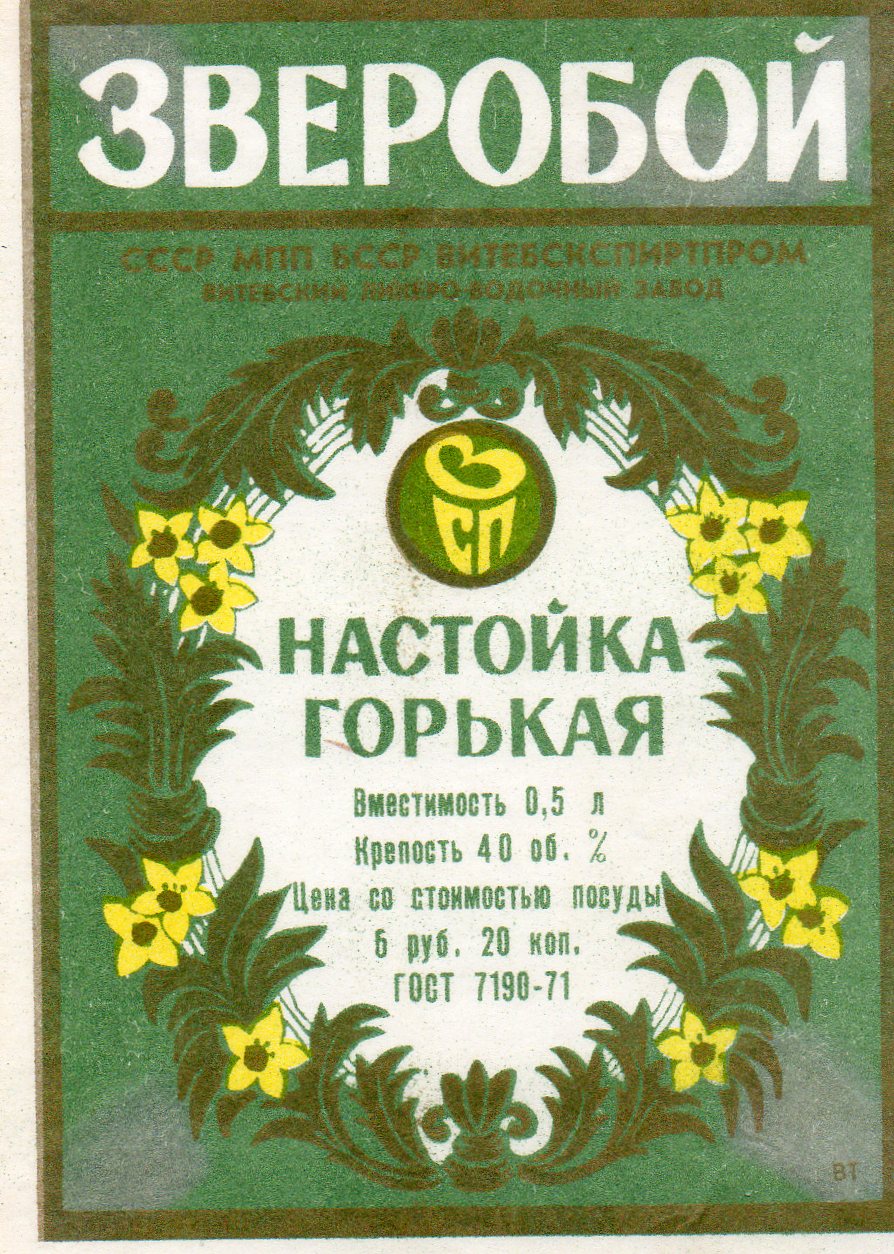 ЗВЕРОБОЙ
СССР МПП БССР ВИТЕБСКСПИРТПРОМ
ВИТЕБСКИЙ ЛИКЕРО-ВОДОЧНЫЙ ЗАВОД
В
СП
НАСТОЙКА
ГОРЬКАЯ
Вместимость 0,5 л
Крепость 40 об. %
Цена со стоимостью посуды
6 руб. 20 коп.
ГОСТ 7190-71
ВТ